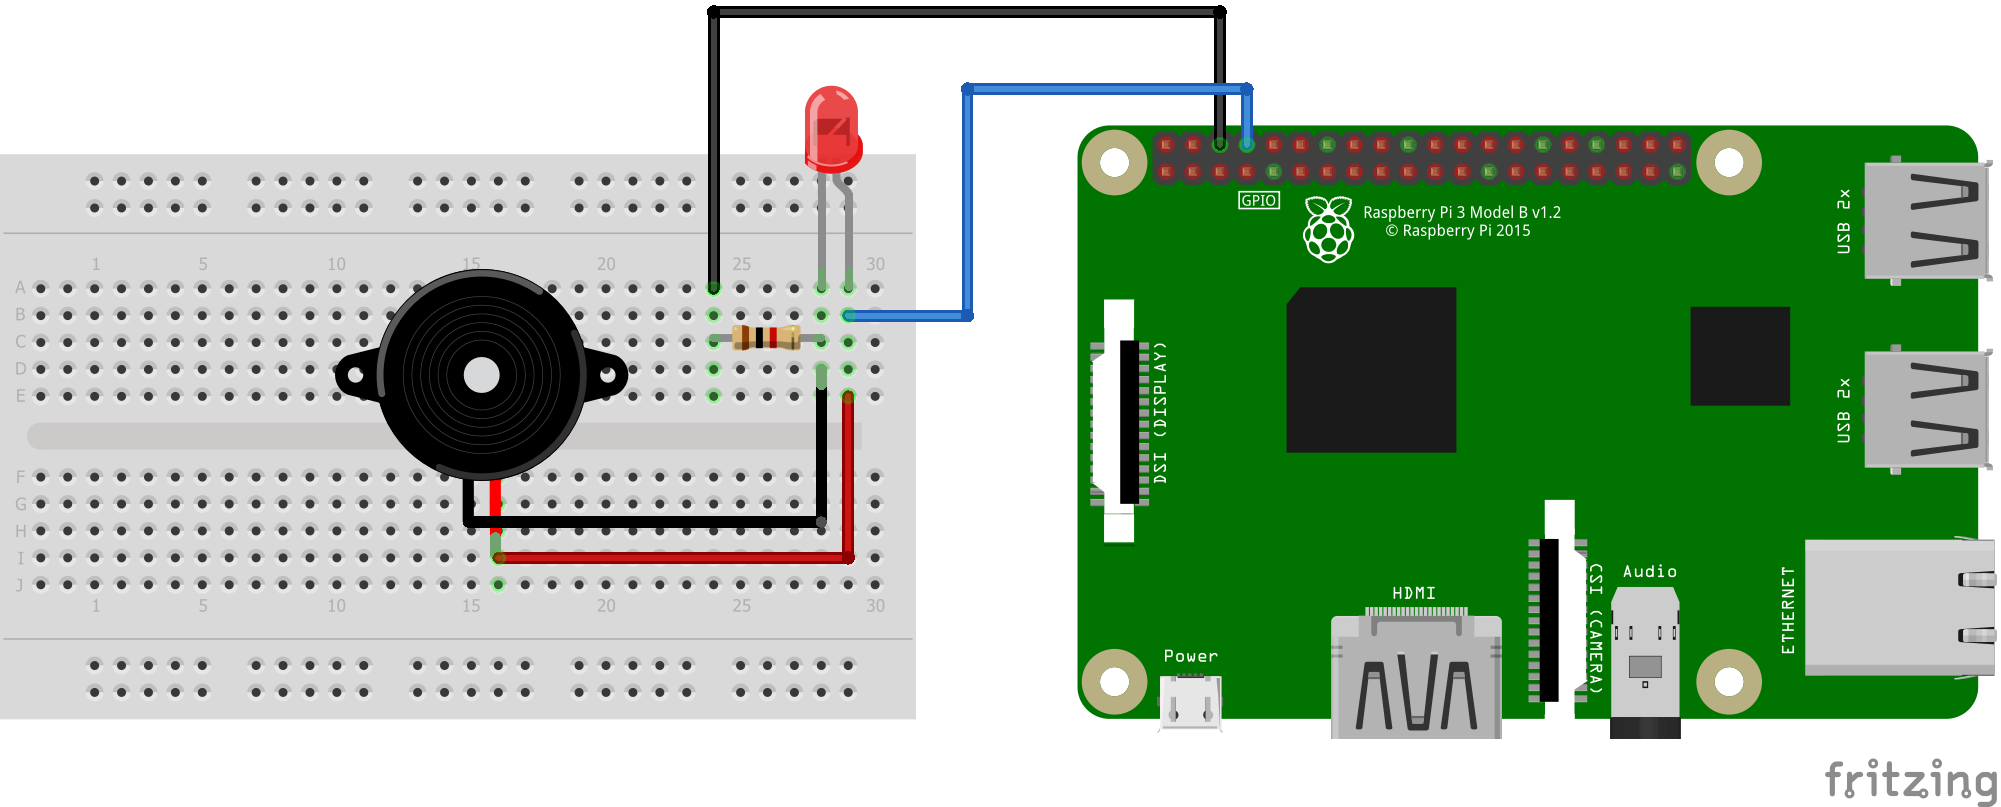 1 5 10 15 20 25 30
A
B
C
D
E
F
G
H
I
J
1 5 10 15 20 25 30
GPIO
Raspberry Pi 3 Model B v1.2
© Raspberry Pi 2015
USB 2x
USB 2x
DSI (DISPLAY)
Power
HDMI
CSI (CAMERA)
Audio
ETHERNET
fritzing